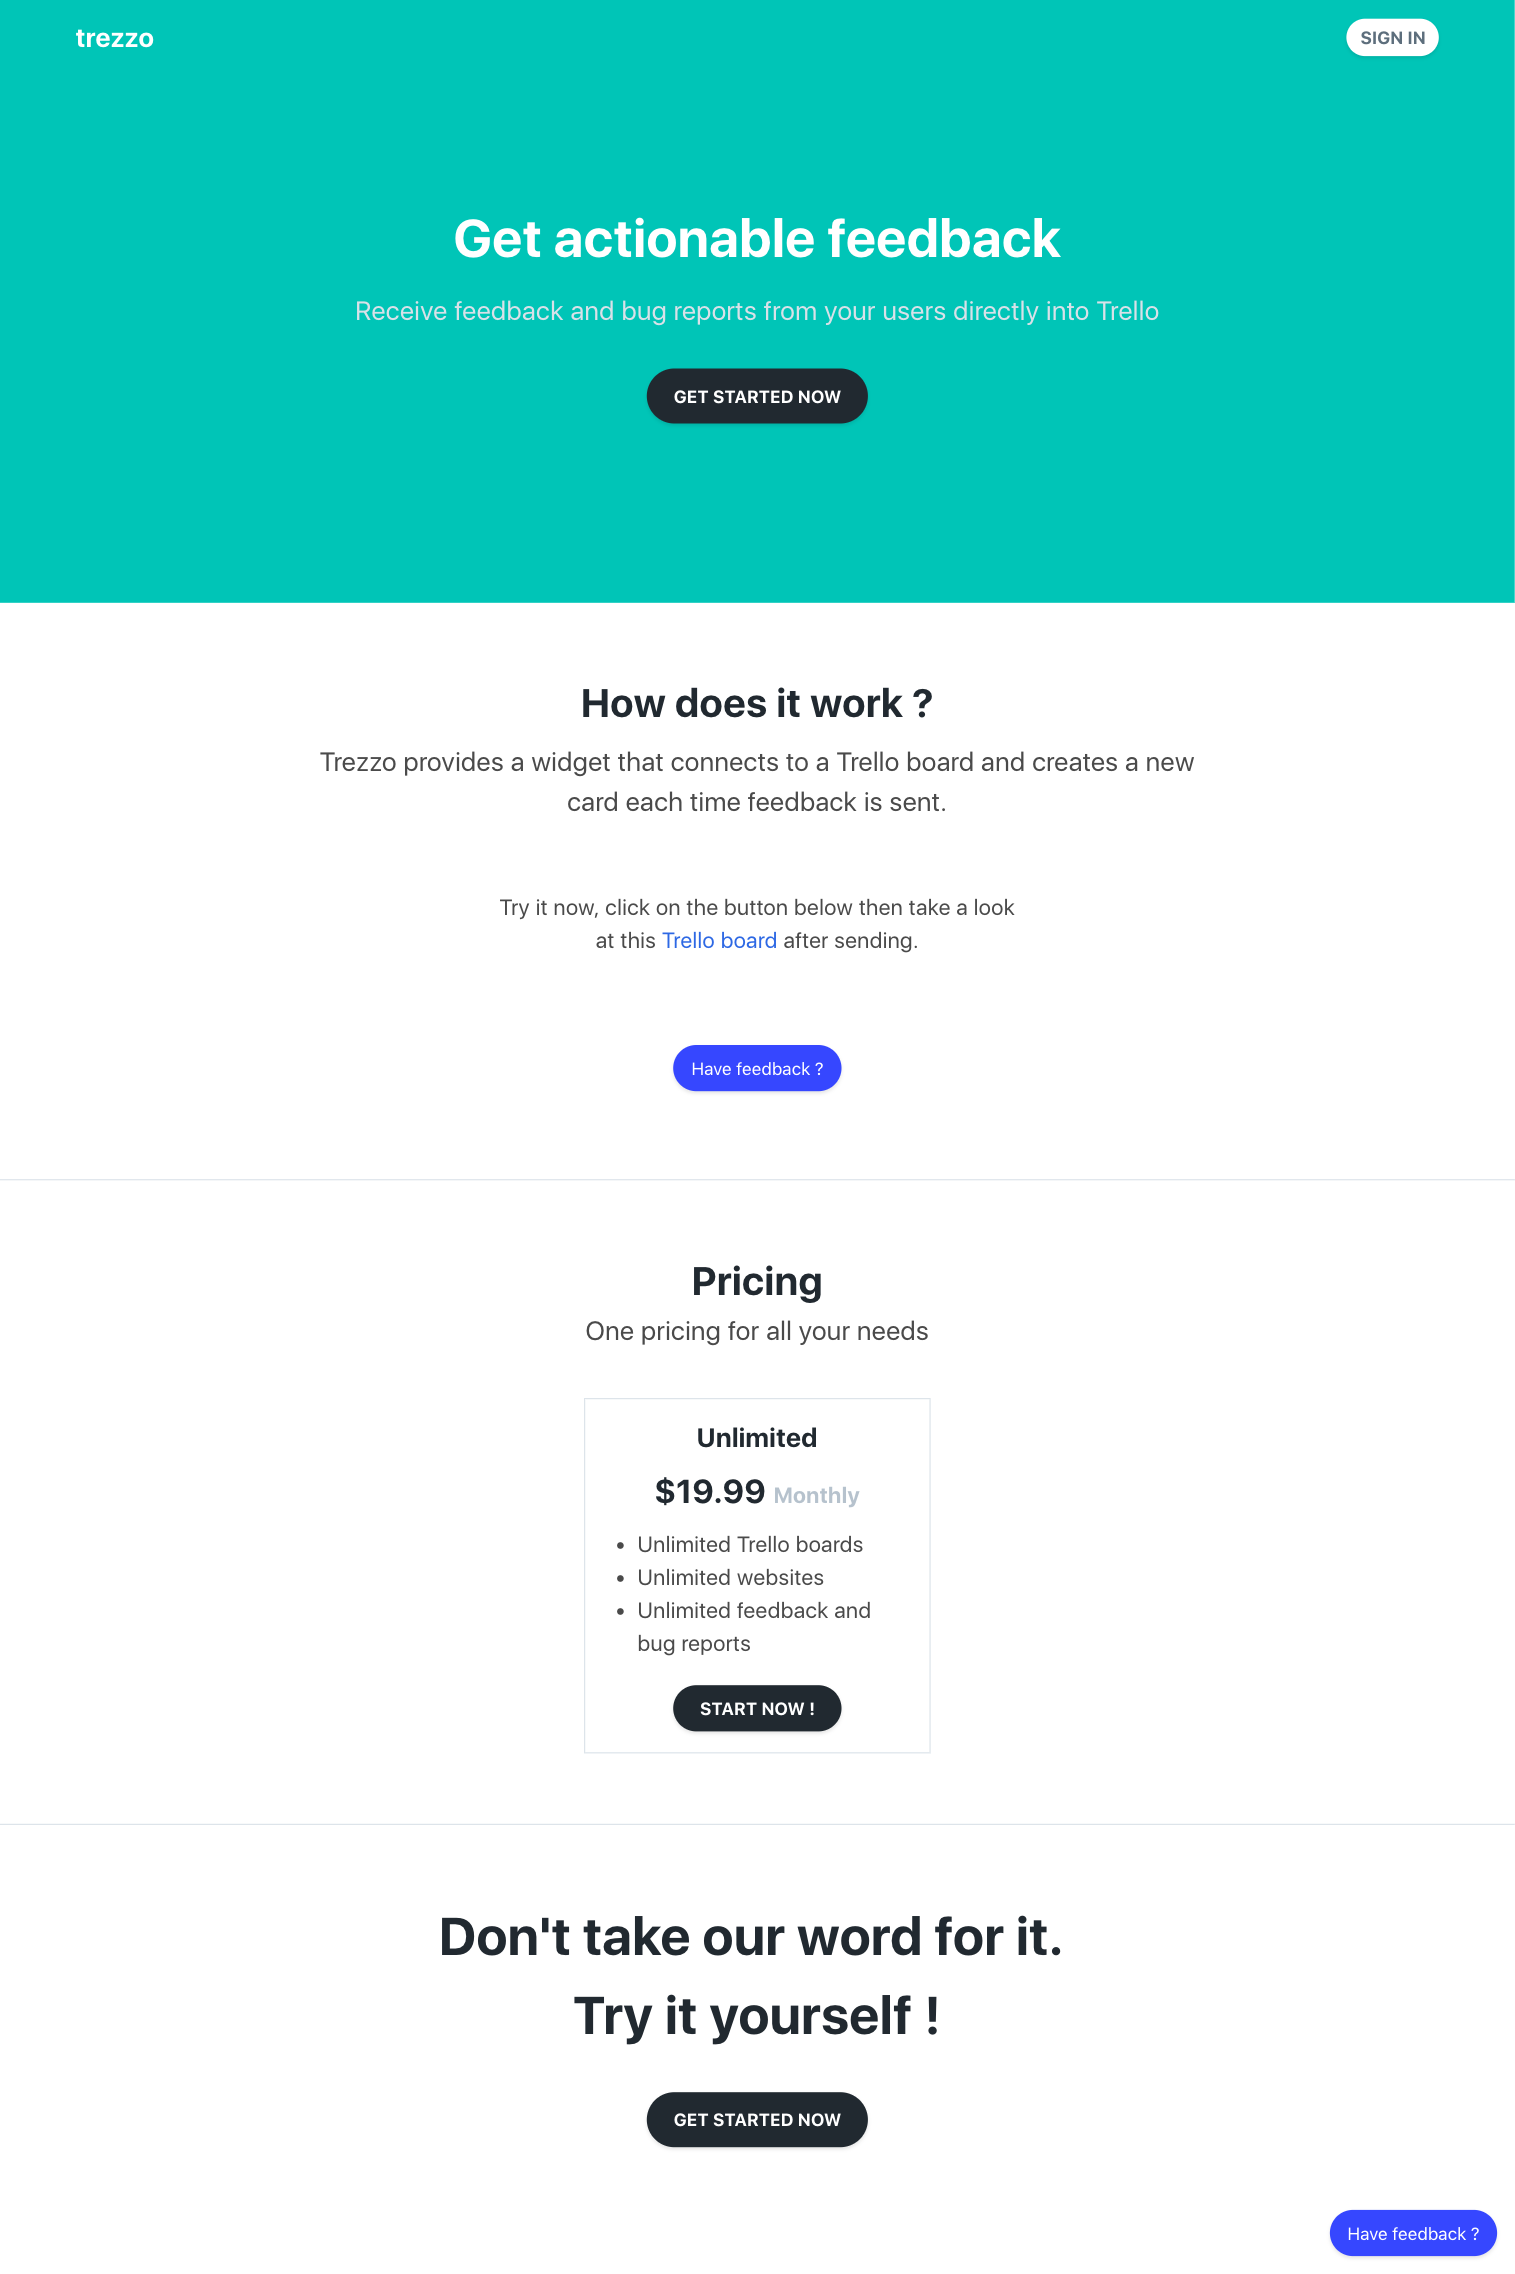 trezzo
SIGN IN
Get actionable feedback
Receive feedback and bug reports from your users directly into Trello
GET STARTED NOW
How does it work ?
Trezzo provides a widget that connects to a Trello board and creates a new
card each time feedback is sent.
Try it now, click on the button below then take a look
at this Trello board after sending.
Have feedback ?
Pricing
One pricing for all your needs
Unlimited
$19.99 Monthly
• Unlimited Trello boards
• Unlimited websites
• Unlimited feedback and
bug reports
START NOW !
Don't take our word for it.
Try it yourself !
GET STARTED NOW
Have feedback ?